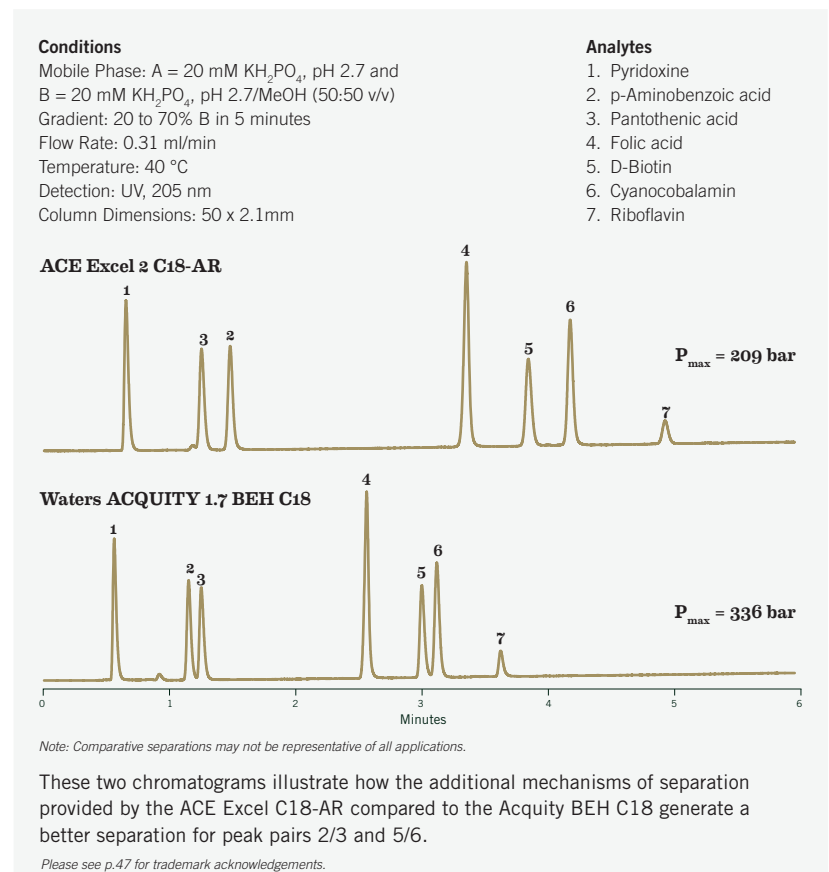 Conditions
Mobile Phase: A = 20 mM KH2PO4, pH 2.7 and
B = 20 mM KH2PO4, pH 2.7/MeOH (50:50 v/v)
Gradient: 20 to 70% B in 5 minutes
Flow Rate: 0.31 ml/min
Temperature: 40 °C
Detection: UV, 205 nm
Column Dimensions: 50 x 2.1mm
Analytes
1. Pyridoxine
2. p-Aminobenzoic acid
3. Pantothenic acid
4. Folic acid
5. D-Biotin
6. Cyanocobalamin
7. Riboflavin
ACE Excel 2 C18-AR
1
3
2
4
5
6
7
Pmax = 209 bar
Waters ACQUITY 1.7 BEH C18
1
2
3
4
5
6
7
Pmax = 336 bar
0 1 2 3 4 5 6
Minutes
Note: Comparative separations may not be representative of all applications.
These two chromatograms illustrate how the additional mechanisms of separation
provided by the ACE Excel C18-AR compared to the Acquity BEH C18 generate a
better separation for peak pairs 2/3 and 5/6.
Please see p.47 for trademark acknowledgements.